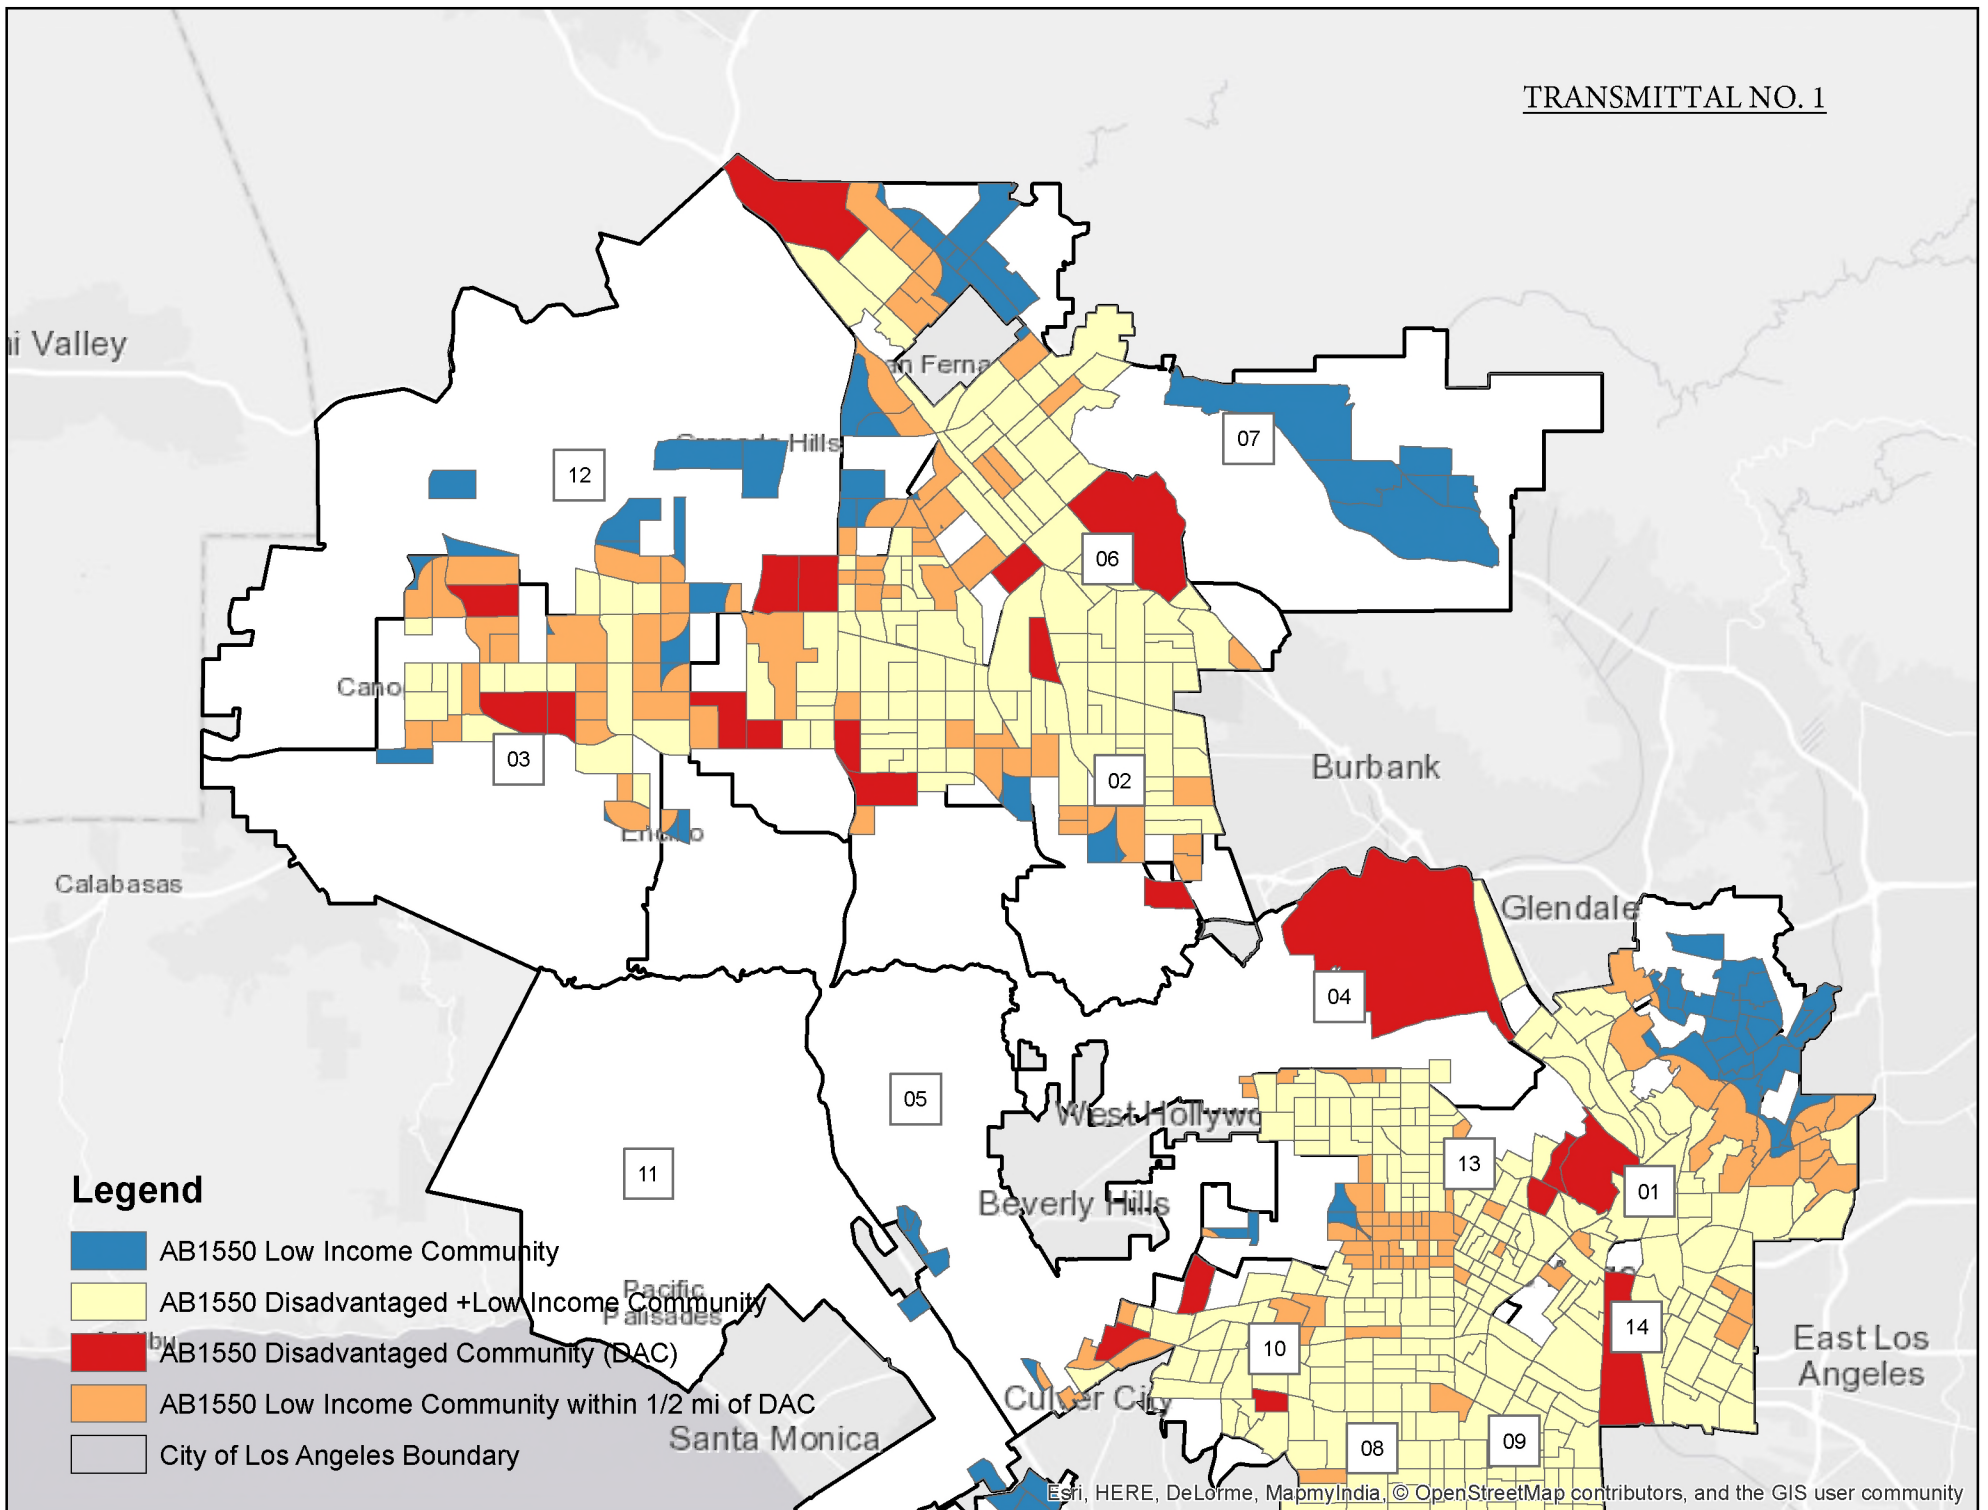 TRANSMITTAL NO. 1
i Valley
an Ferna
Hills
07
12
06
Cano
03
Burbank
02
Calabasas
Glendale
04
05
West Hollywo
13
11
01
Beverly Hills
Legend
AB1550 Low Income Community
Pacific
Palisades
AB1550 Disadvantaged +Low Income Community
14
10
East Los
Angeles
AB1550 Disadvantaged Community (DAC)
Culver City
AB1550 Low Income Community within 1/2 mi of DAC
Santa Monica
08
09
City of Los Angeles Boundary
Esri, HERE, DeLorme, MapmyIndia, © OpenStreetMap contributors, and the GIS user community